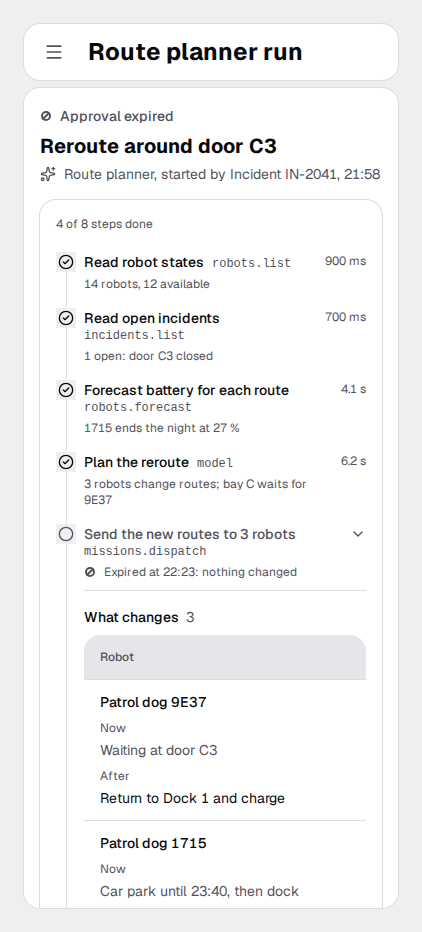 Route planner run
Approval expired
Reroute around door C3
Route planner, started by Incident IN-2041, 21:58
4 of 8 steps done
Read robot states robots.list 900 ms
14 robots, 12 available
Read open incidents 700 ms
incidents.list
1 open: door C3 closed
Forecast battery for each route 4.1 s
robots.forecast
1715 ends the night at 27 %
Plan the reroute model 6.2 s
3 robots change routes; bay C waits for
9E37
Send the new routes to 3 robots
missions.dispatch
Expired at 22:23: nothing changed
What changes 3
Robot
Patrol dog 9E37
Now
Waiting at door C3
After
Return to Dock 1 and charge
Patrol dog 1715
Now
Car park until 23:40, then dock